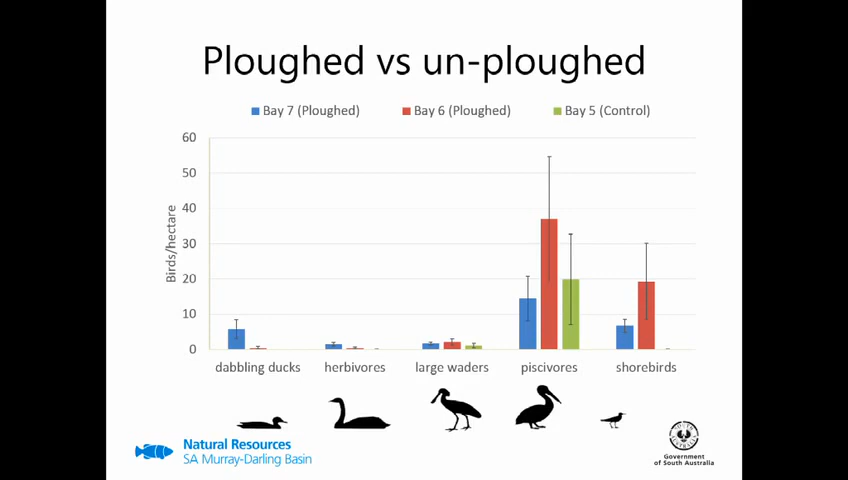 Ploughed vs un-ploughed
Bay 7 (Ploughed) Bay 6 (Ploughed) Bay 5 (Control)
60
50
40
30
20
10
0
Birds/hectare
dabbling ducks herbivores large waders piscivores shorebirds
Natural Resources
SA Murray-Darling Basin
Government
of South Australia